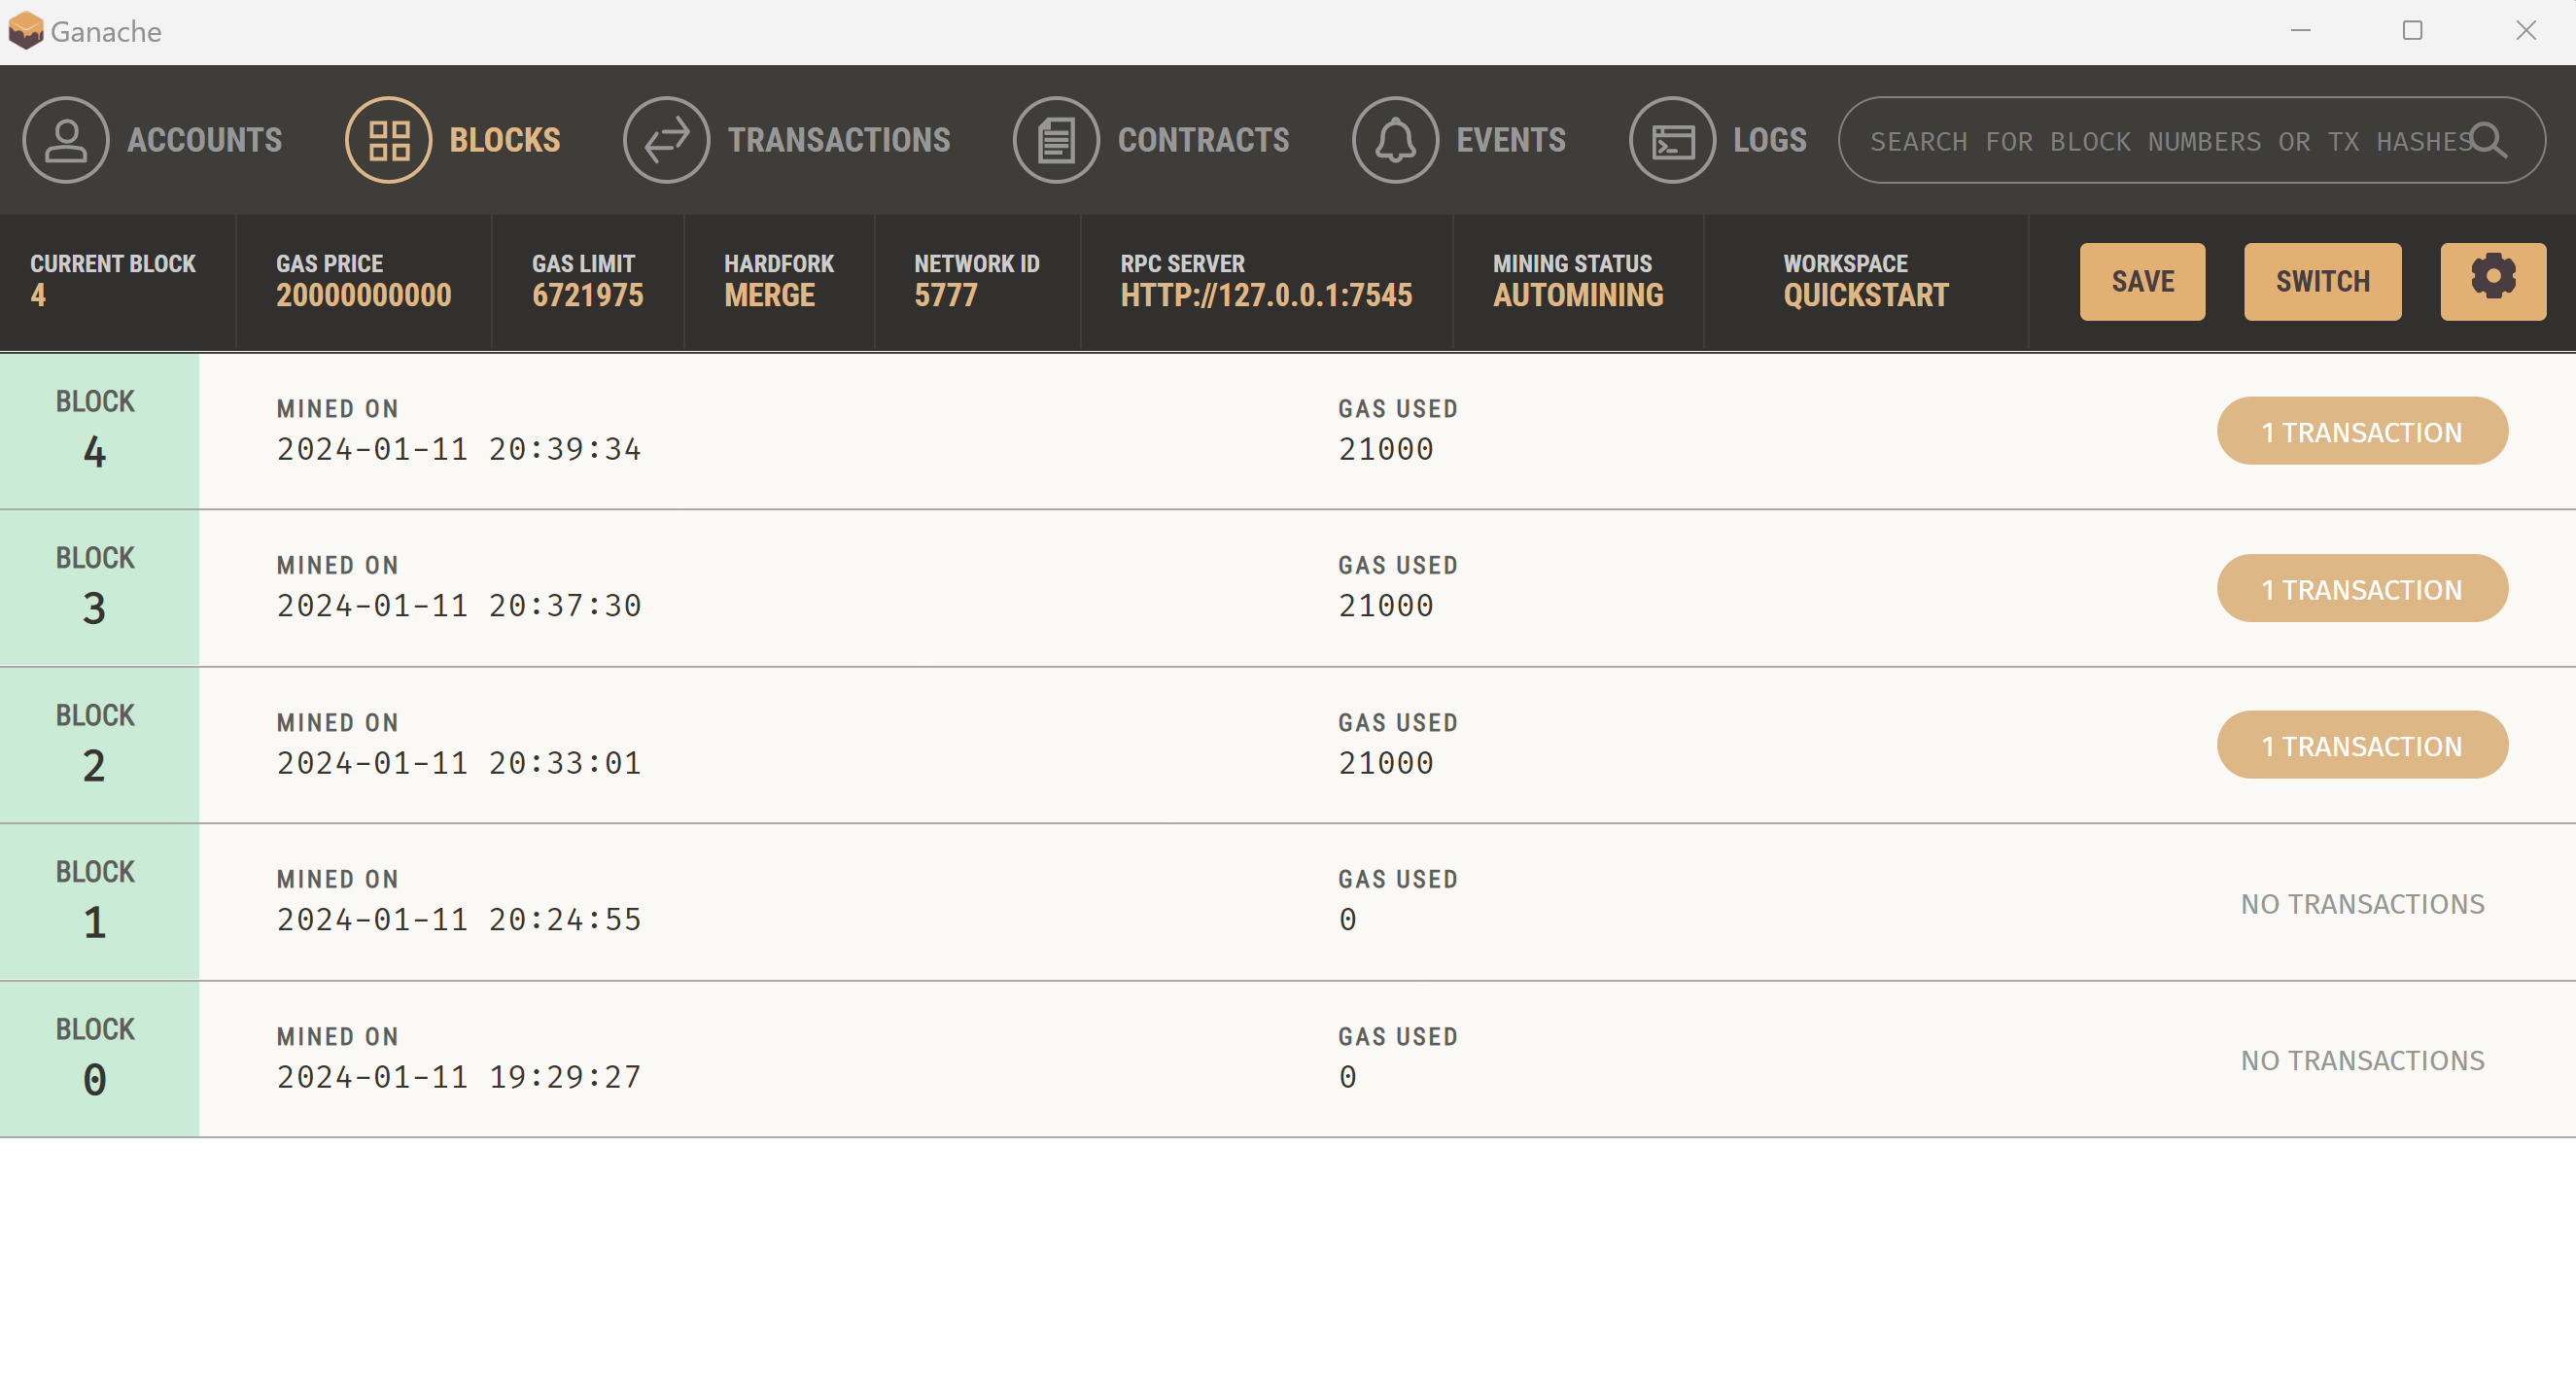 Ganache
ACCOUNTS BLOCKS TRANSACTIONS CONTRACTS EVENTS LOGS SEARCH FOR BLOCK NUMBERS OR TX HASHES
CURRENT BLOCK GAS PRICE GAS LIMIT HARDFORK NETWORK ID RPC SERVER MINING STATUS WORKSPACE
4 20000000000 6721975 MERGE 5777 HTTP://127.0.0.1:7545 AUTOMINING QUICKSTART
SAVE SWITCH
BLOCK MINED ON GAS USED
4 2024-01-11 20:39:34 21000 1 TRANSACTION
BLOCK MINED ON GAS USED
3 2024-01-11 20:37:30 21000 1 TRANSACTION
BLOCK MINED ON GAS USED
2 2024-01-11 20:33:01 21000 1 TRANSACTION
BLOCK MINED ON GAS USED
1 2024-01-11 20:24:55 0 NO TRANSACTIONS
BLOCK MINED ON GAS USED
0 2024-01-11 19:29:27 0 NO TRANSACTIONS